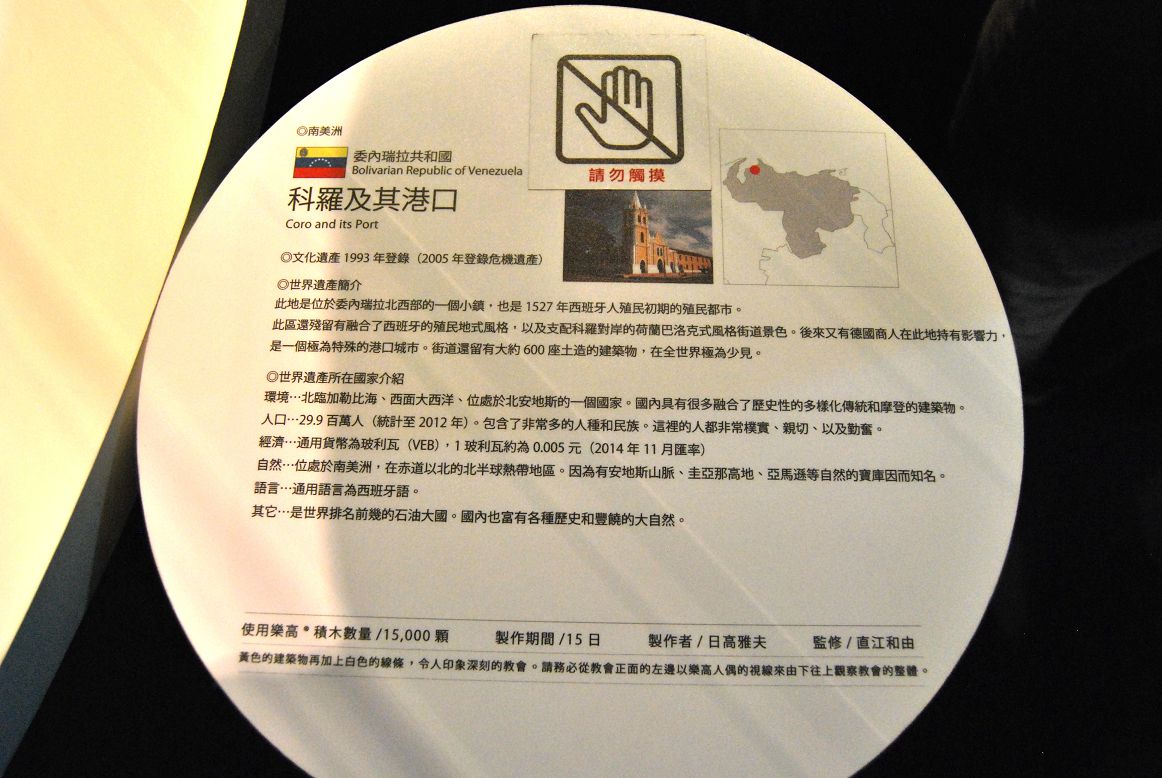 ◎南美洲
請勿觸摸
委內瑞拉共和國
Bolivarian Republic of Venezuela
科羅及其港口
Coro and its Port
◎文化遺產 1993 年登錄（2005 年登錄危機遺產）
◎世界遺產簡介
此地是位於委內瑞拉北西部的一個小鎮，也是 1527 年西班牙人殖民初期的殖民都市。
此區還殘留有融合了西班牙的殖民地式風格，以及支配科羅對岸的荷蘭巴洛克式風格街道景色。後來又有德國商人在此地持有影響力，
是一個極為特殊的港口城市。街道還留有大約 600 座土造的建築物，在全世界極為少見。
◎世界遺產所在國家介紹
環境…北臨加勒比海、西面大西洋、位處於北安地斯的一個國家。國內具有很多融合了歷史性的多樣化傳統和摩登的建築物。
人口…29.9 百萬人（統計至 2012 年）。包含了非常多的人種和民族。這裡的人都非常樸實、親切、以及勤奮。
經濟…通用貨幣為玻利瓦（VEB），1 玻利瓦約為 0.005 元（2014 年 11 月匯率）
自然…位處於南美洲，在赤道以北的北半球熱帶地區。因為有安地斯山脈、圭亞那高地、亞馬遜等自然的寶庫因而知名。
語言…通用語言為西班牙語。
其它…是世界排名前幾的石油大國。國內也富有各種歷史和豐饒的大自然。
使用樂高®積木數量 /15,000 顆 製作期間 /15 日 製作者 / 日高雅夫 監修 / 直江和由
黃色的建築物再加上白色的線條，令人印象深刻的教會。請務必從教會正面的左邊以樂高人偶的視線來由下往上觀察教會的整體。